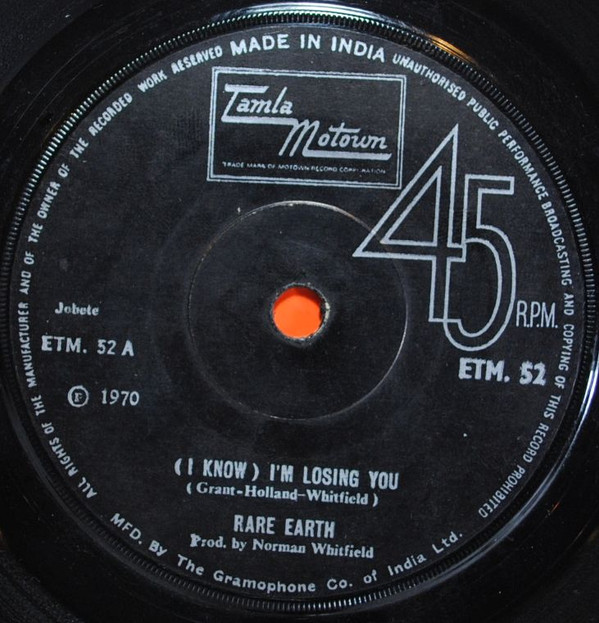 ALL RIGHTS OF THE MANUFACTURER AND OF THE OWNER OF THE RECORDED WORK RESERVED MADE IN INDIA UNAUTHORISED PUBLIC PERFORMANCE BROADCASTING AND COPYING OF THIS RECORD PROHIBITED
Tamla
Motown
TRADE MARK OF MOTOWN RECORD CORPORATION
45
R.P.M.
Jobete
ETM. 52 A
ETM. 52
Ⓟ 1970
(I KNOW) I'M LOSING YOU
(Grant-Holland-Whitfield)
RARE EARTH
Prod. by Norman Whitfield
MFD. By The Gramophone Co. of India Ltd.